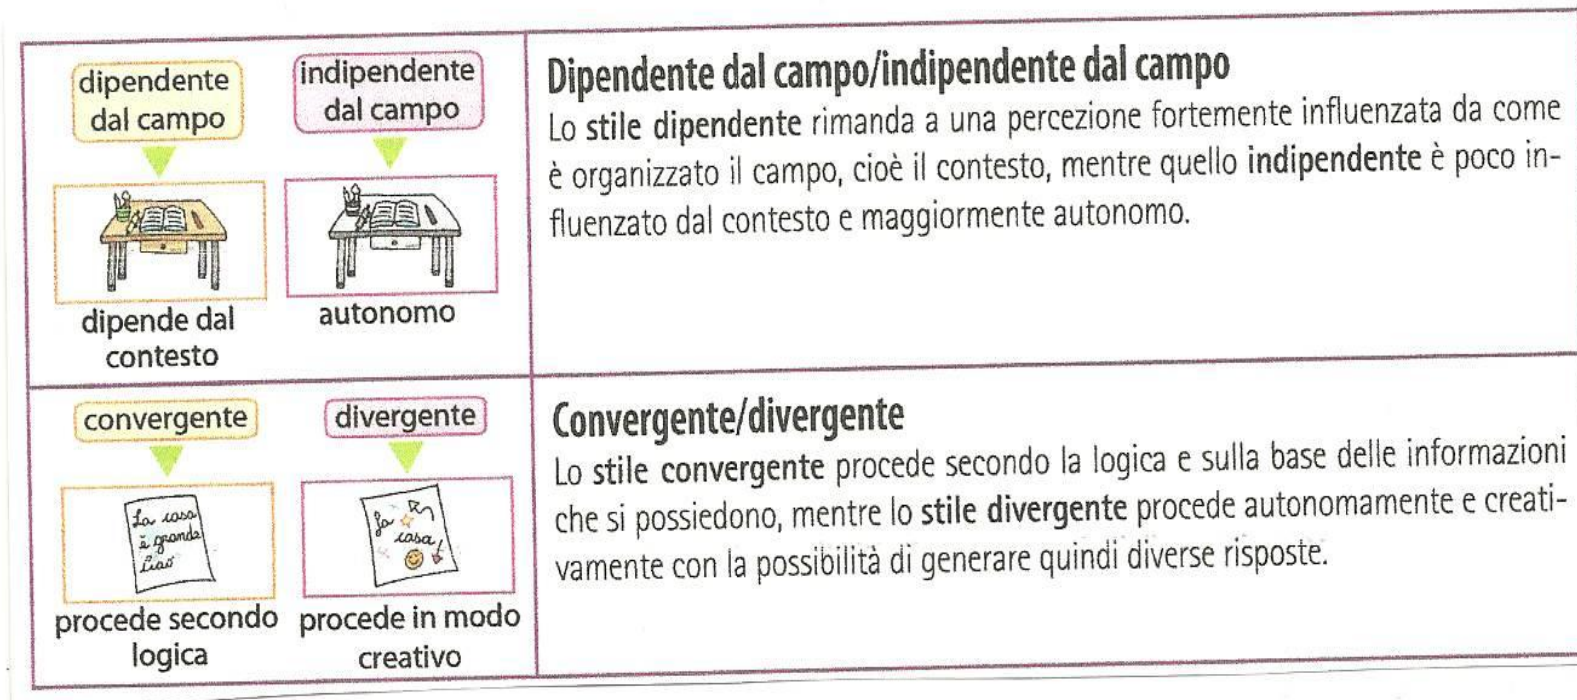 dipendente
dal campo
indipendente
dal campo
dipende dal
contesto
autonomo
Dipendente dal campo/indipendente dal campo
Lo stile dipendente rimanda a una percezione fortemente influenzata da come
è organizzato il campo, cioè il contesto, mentre quello indipendente è poco in-
fluenzato dal contesto e maggiormente autonomo.
convergente
divergente
La casa
è grande
Ciao
La
casa!
procede secondo
logica
procede in modo
creativo
Convergente/divergente
Lo stile convergente procede secondo la logica e sulla base delle informazioni
che si possiedono, mentre lo stile divergente procede autonomamente e creati-
vamente con la possibilità di generare quindi diverse risposte.